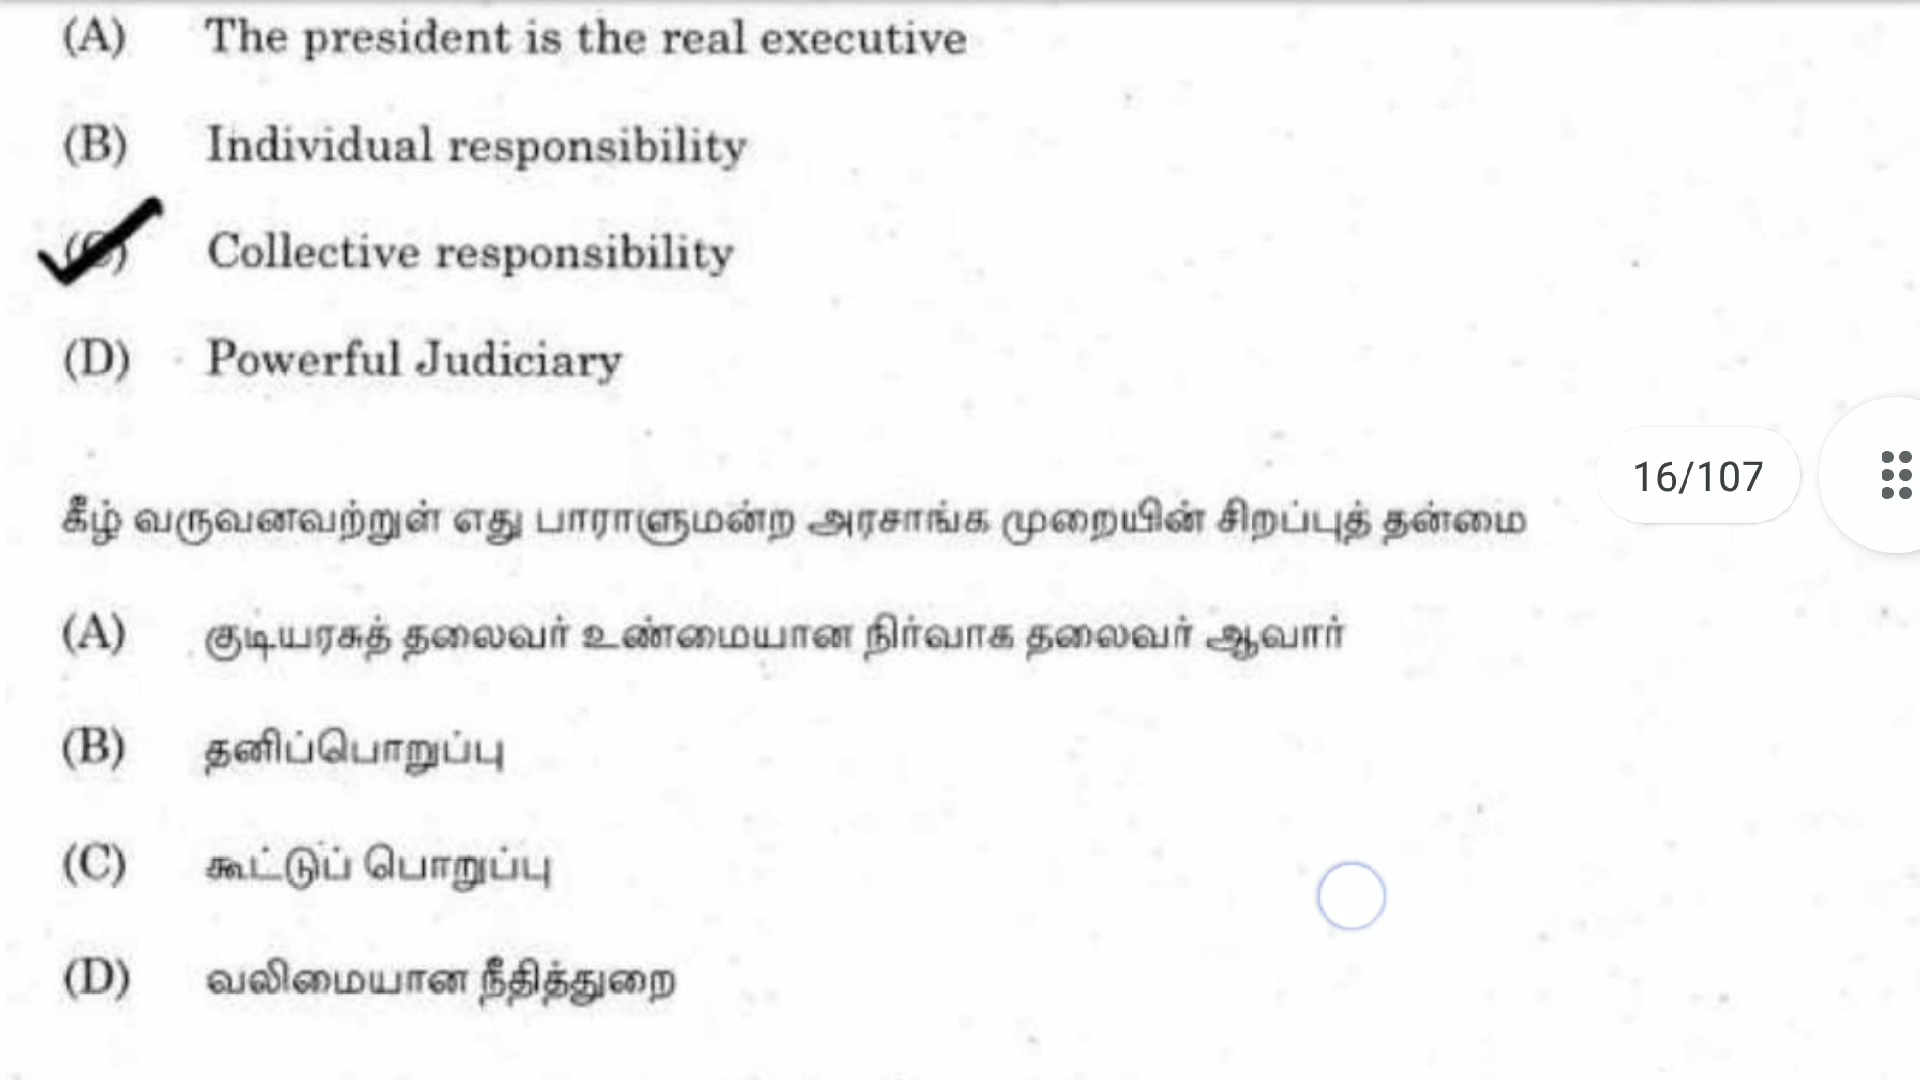 (A) The president is the real executive
(B) Individual responsibility
(C) Collective responsibility
(D) Powerful Judiciary
16/107
கீழ் வருவனவற்றுள் எது பாராளுமன்ற அரசாங்க முறையின் சிறப்புத் தன்மை
(A) குடியரசுத் தலைவர் உண்மையான நிர்வாக தலைவர் ஆவார்
(B) தனிப்பொறுப்பு
(C) கூட்டுப் பொறுப்பு
(D) வலிமையான நீதித்துறை